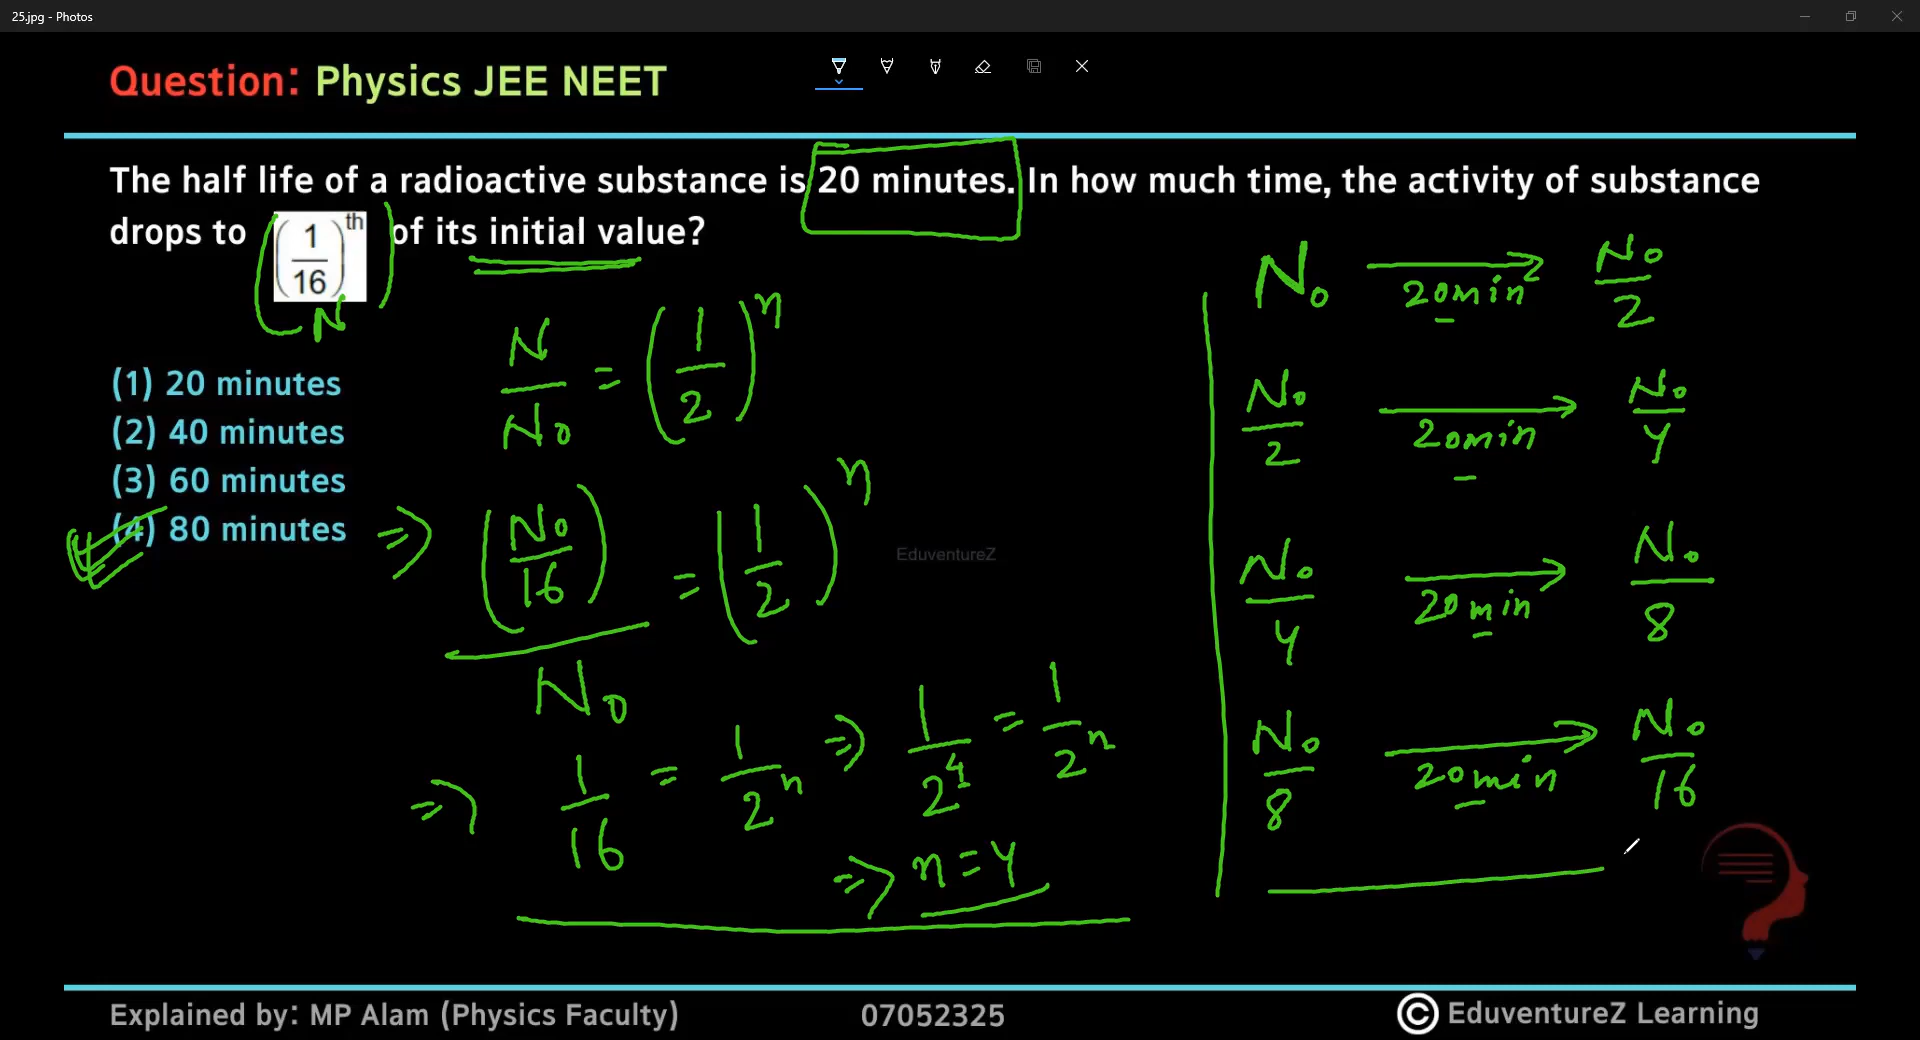 25.jpg - Photos
Question: Physics JEE NEET
The half life of a radioactive substance is 20 minutes. In how much time, the activity of substance
drops to (1/16)th of its initial value?
N
(1) 20 minutes
(2) 40 minutes
(3) 60 minutes
(4) 80 minutes
N/N₀ = (1/2)ⁿ
⇒ (N₀/16)/N₀ = (1/2)ⁿ
⇒ 1/16 = 1/2ⁿ ⇒ 1/2⁴ = 1/2ⁿ
⇒ n = 4
N₀ → 20min N₀/2
N₀/2 → 20min N₀/4
N₀/4 → 20min N₀/8
N₀/8 → 20min N₀/16
EduventureZ
Explained by: MP Alam (Physics Faculty)
07052325
© EduventureZ Learning